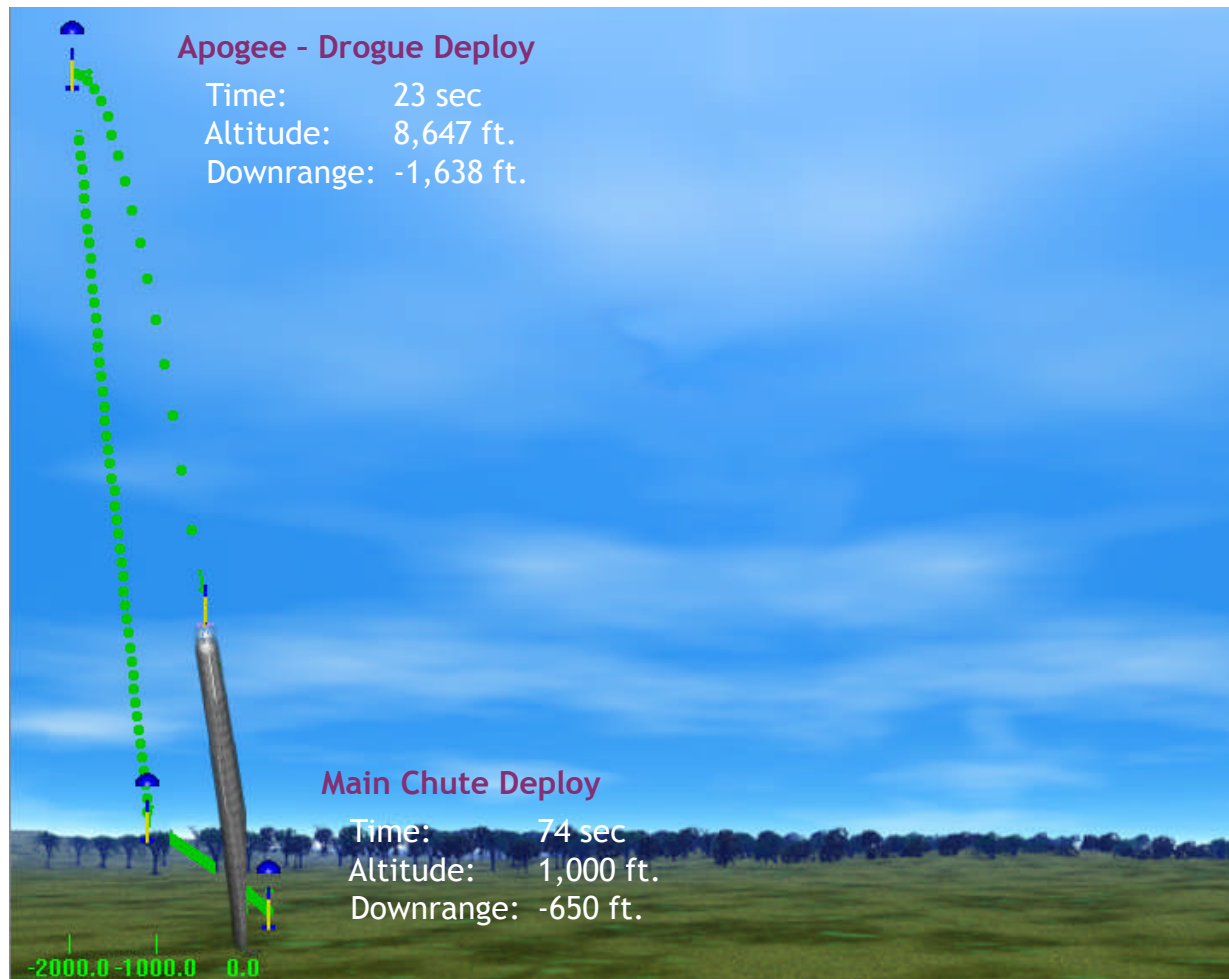 Apogee – Drogue Deploy
Time: 23 sec
Altitude: 8,647 ft.
Downrange: -1,638 ft.
Main Chute Deploy
Time: 74 sec
Altitude: 1,000 ft.
Downrange: -650 ft.
-2000.0 -1000.0 0.0